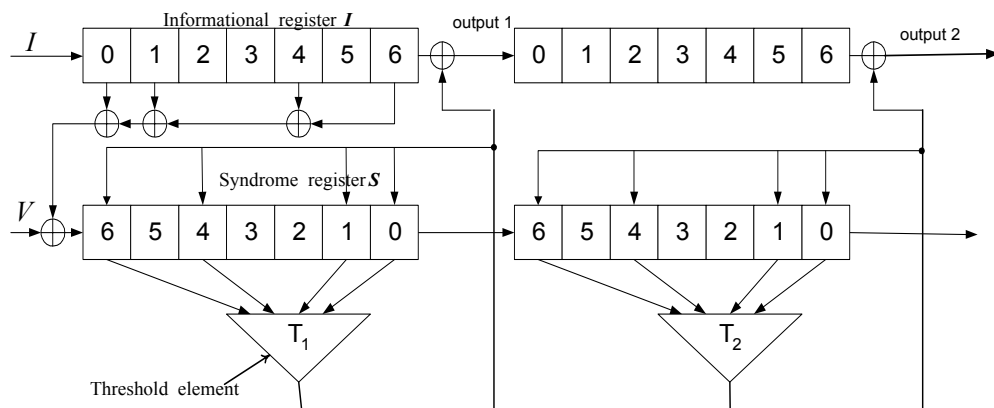 Informational register I
output 1
I
0 1 2 3 4 5 6
0 1 2 3 4 5 6
output 2
Syndrome register S
V
6 5 4 3 2 1 0
6 5 4 3 2 1 0
T1
T2
Threshold element